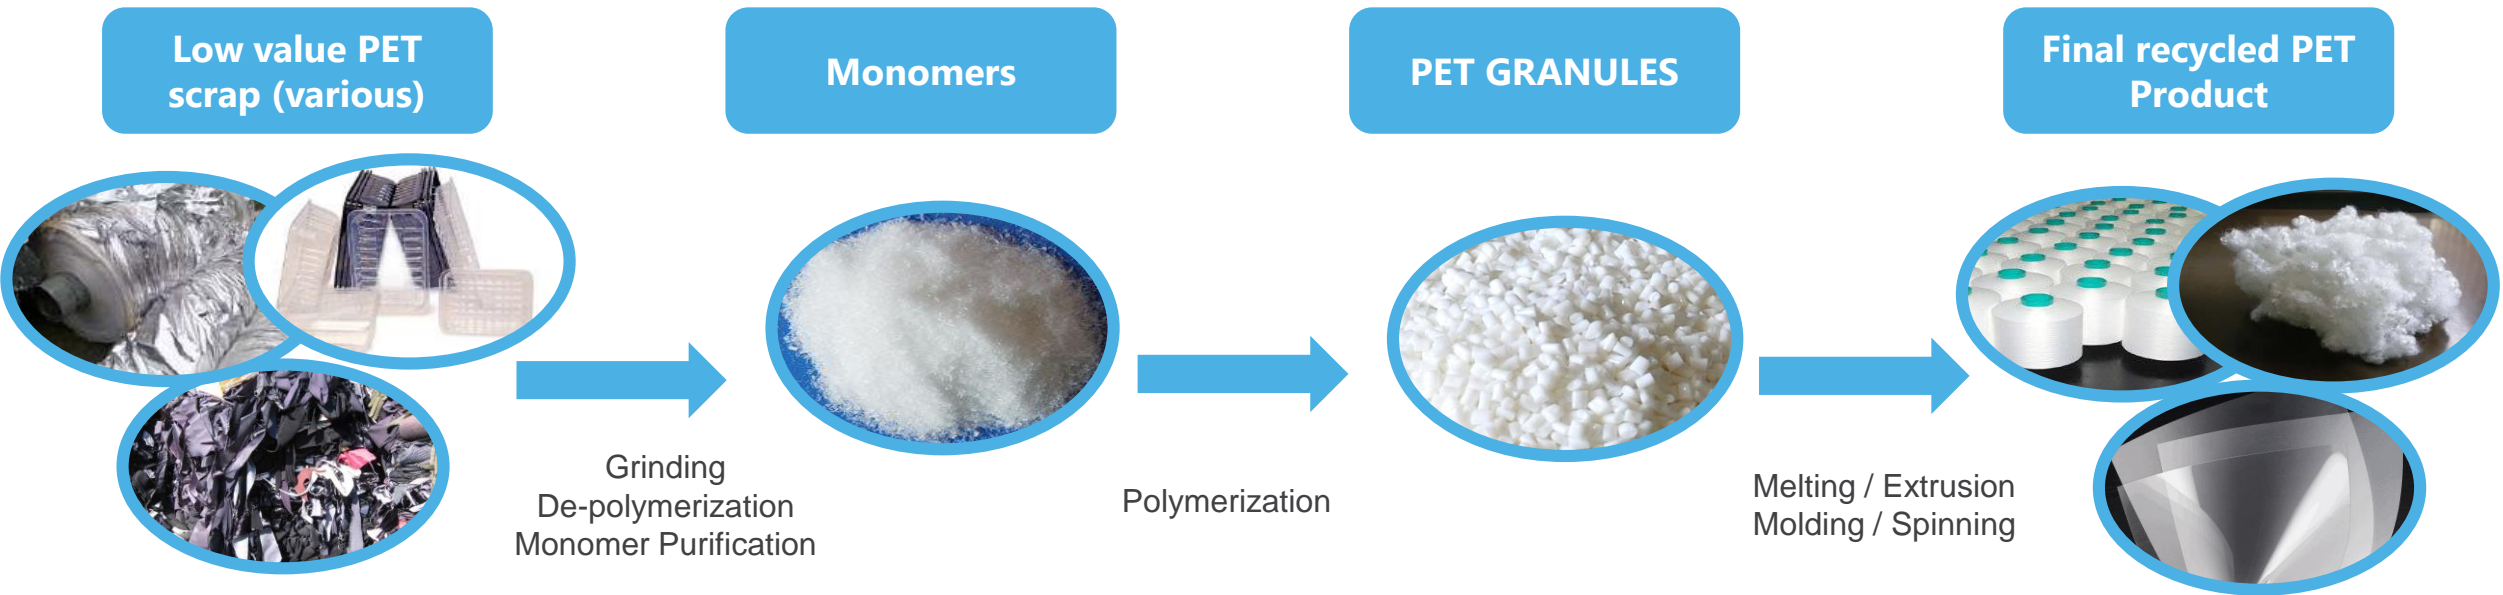 Low value PET
scrap (various)
Monomers
PET GRANULES
Final recycled PET
Product
Grinding
De-polymerization
Monomer Purification
Polymerization
Melting / Extrusion
Molding / Spinning